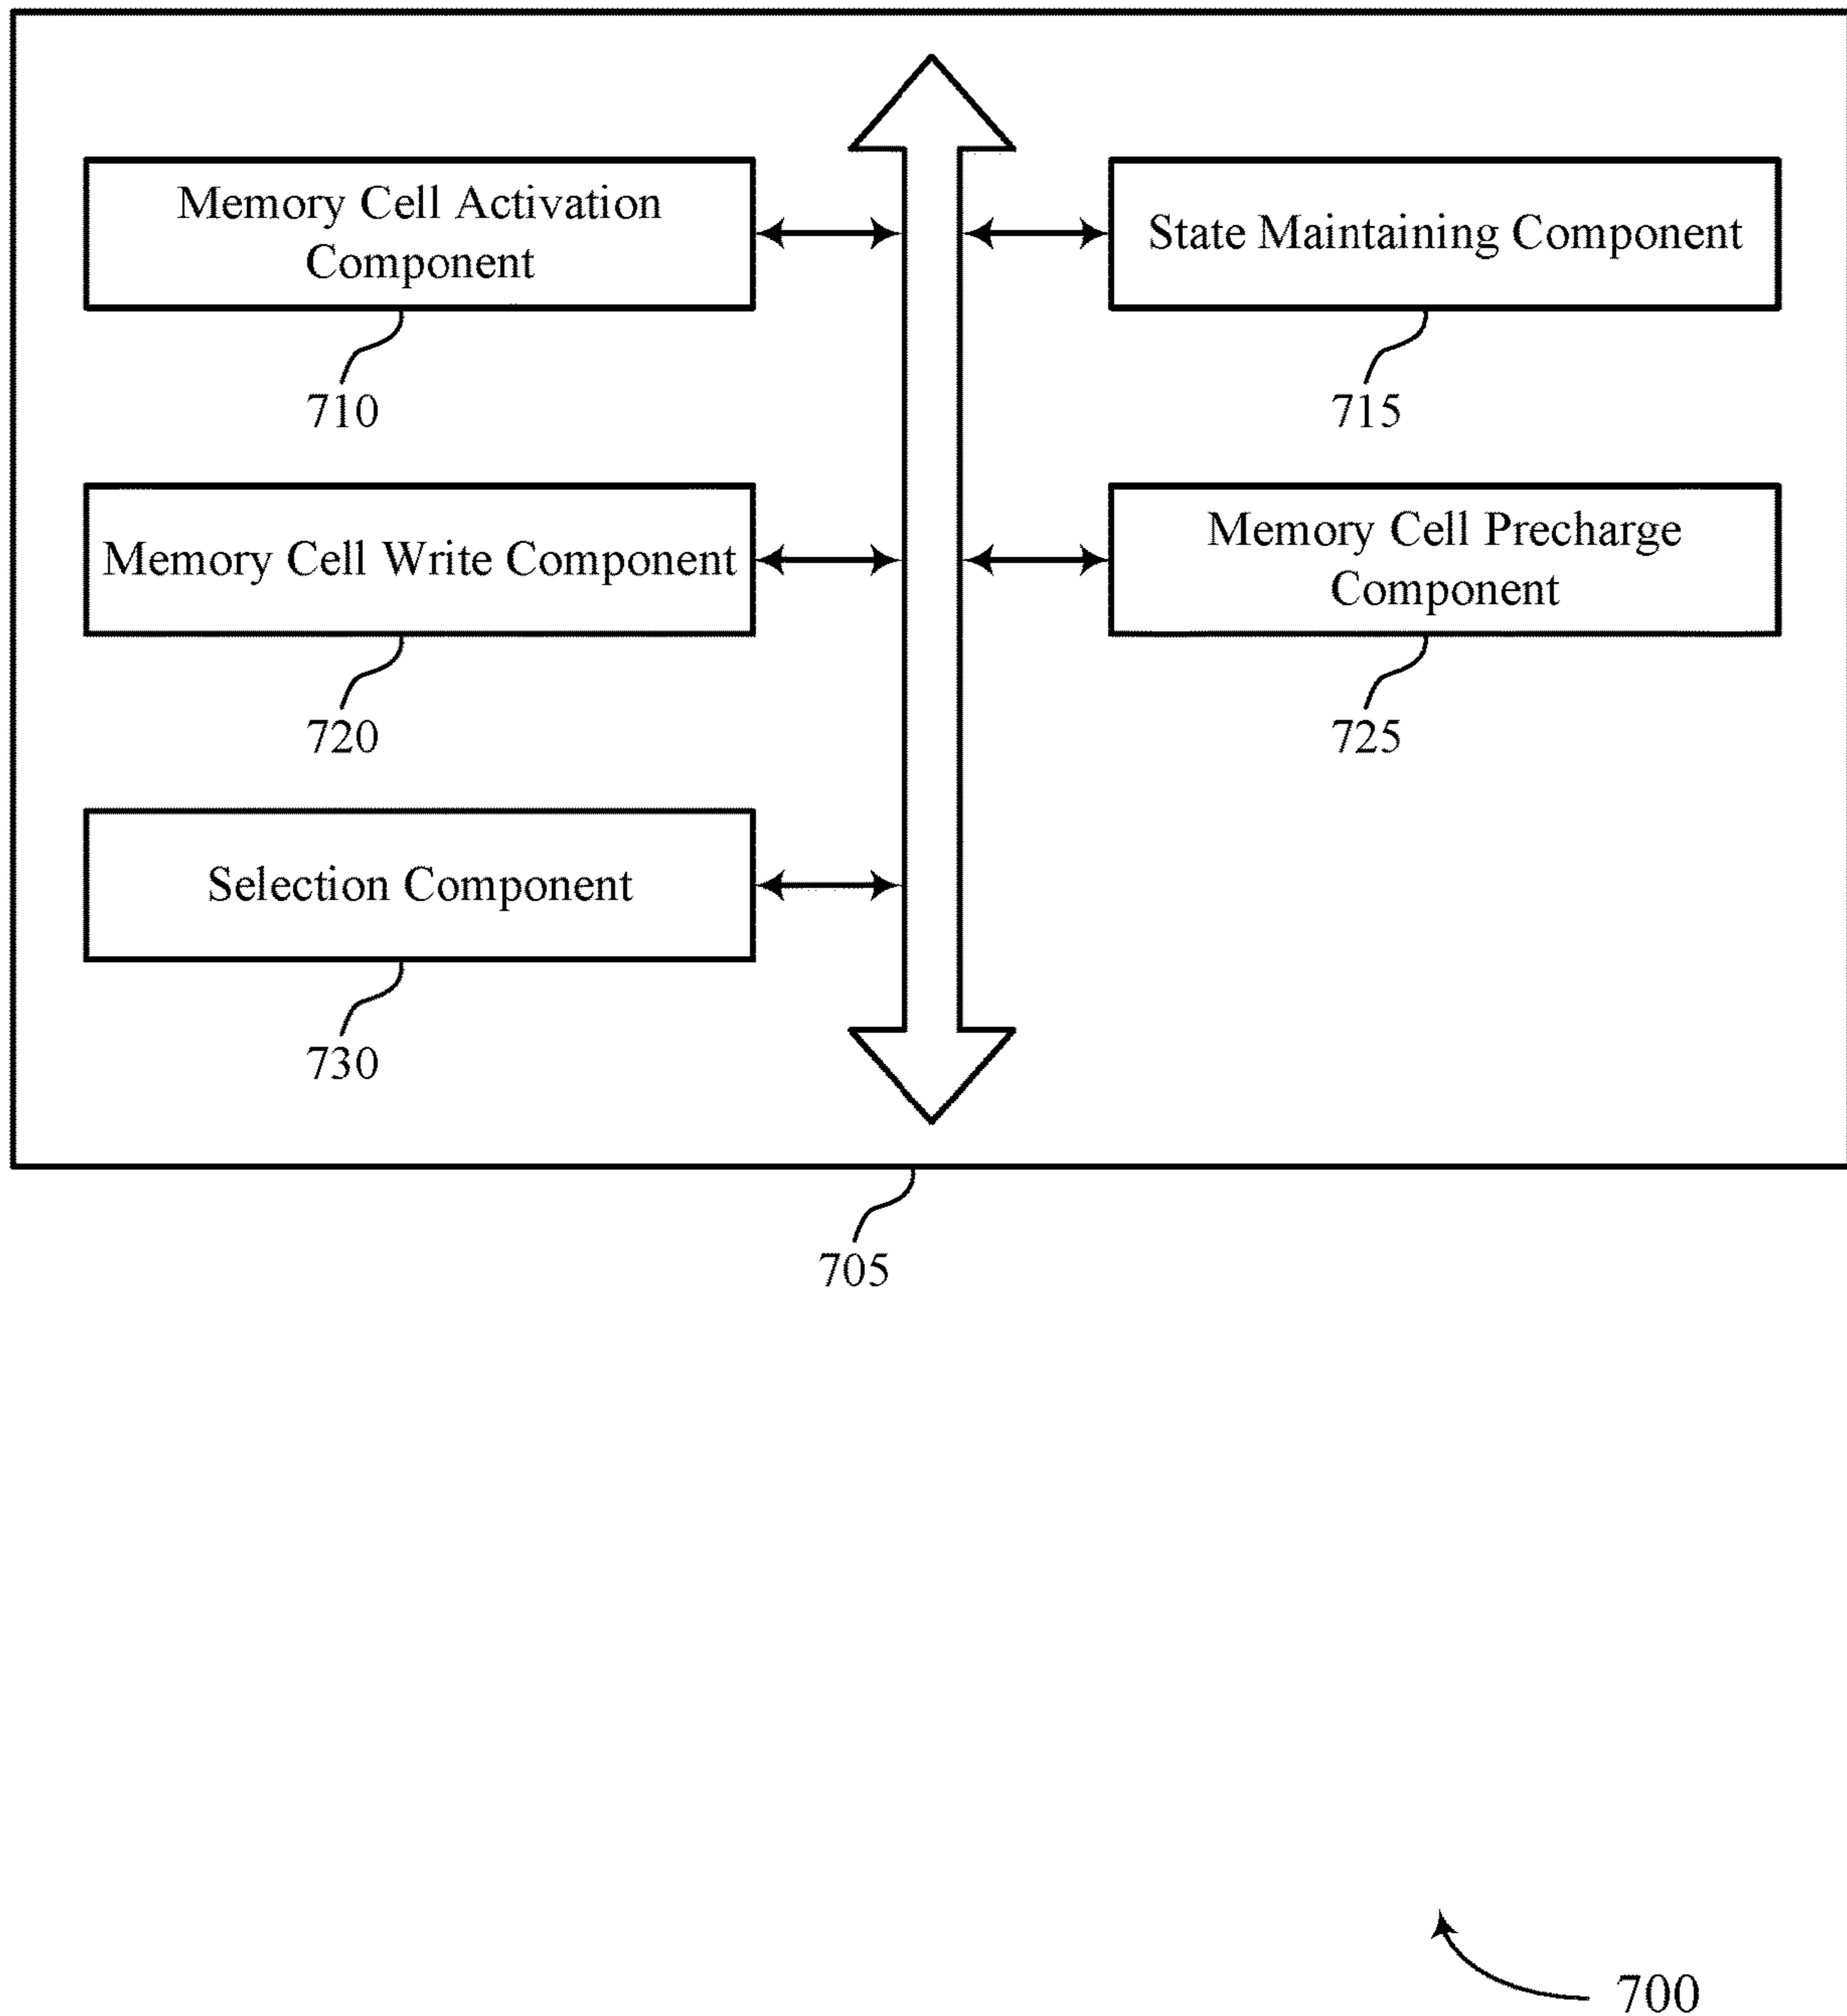 Memory Cell Activation
Component
710
State Maintaining Component
715
Memory Cell Write Component
720
Memory Cell Precharge
Component
725
Selection Component
730
705
700